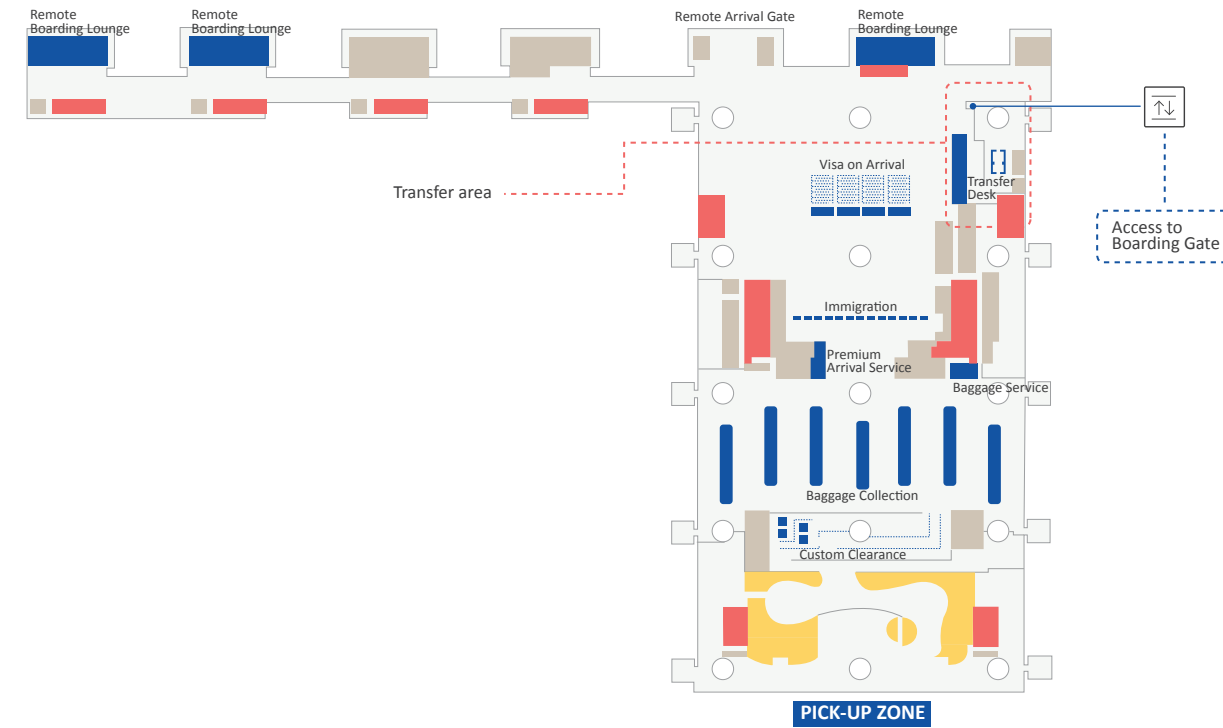 Remote
Boarding Lounge
Remote
Boarding Lounge
Remote Arrival Gate
Remote
Boarding Lounge
Visa on Arrival
Transfer
Desk
Transfer area
Access to
Boarding Gate
Immigration
Premium
Arrival Service
Baggage Service
Baggage Collection
Custom Clearance
PICK-UP ZONE